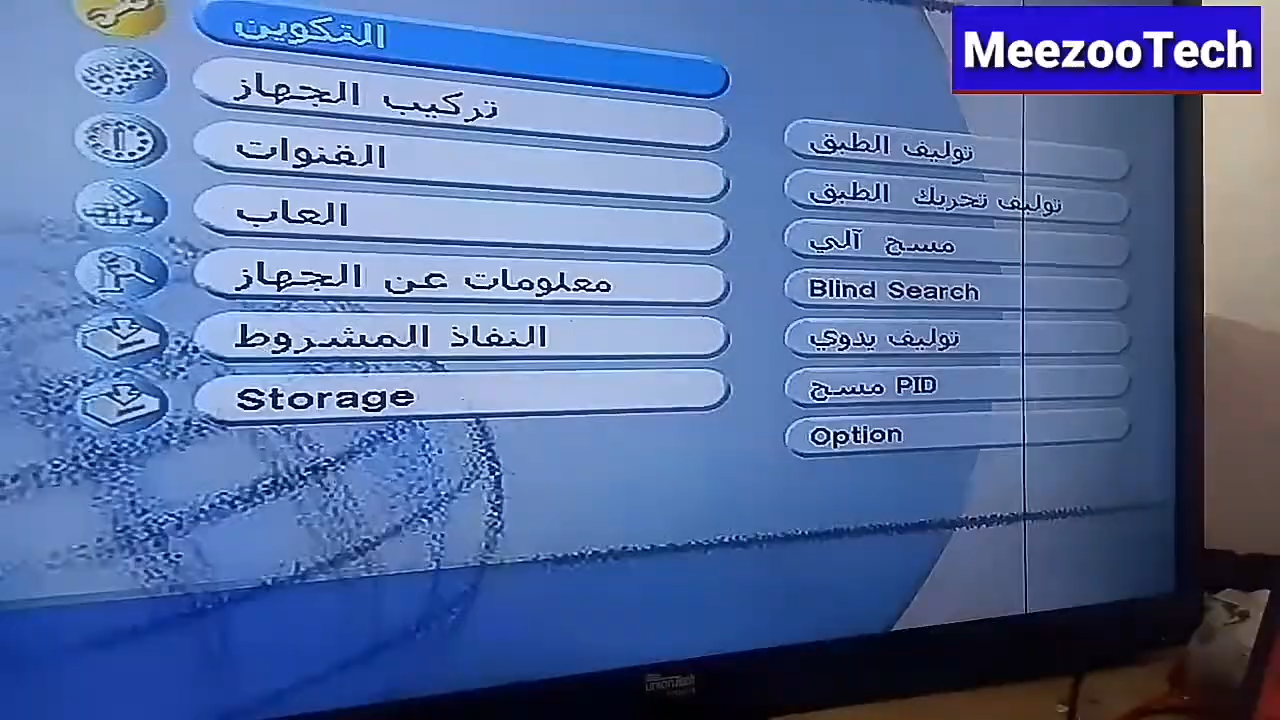 MeezooTech
التكوين
تركيب الجهاز
القنوات
العاب
معلومات عن الجهاز
النفاذ المشروط
Storage
توليف الطبق
توليف تحريك الطبق
مسح آلي
Blind Search
توليف يدوي
مسح PID
Option